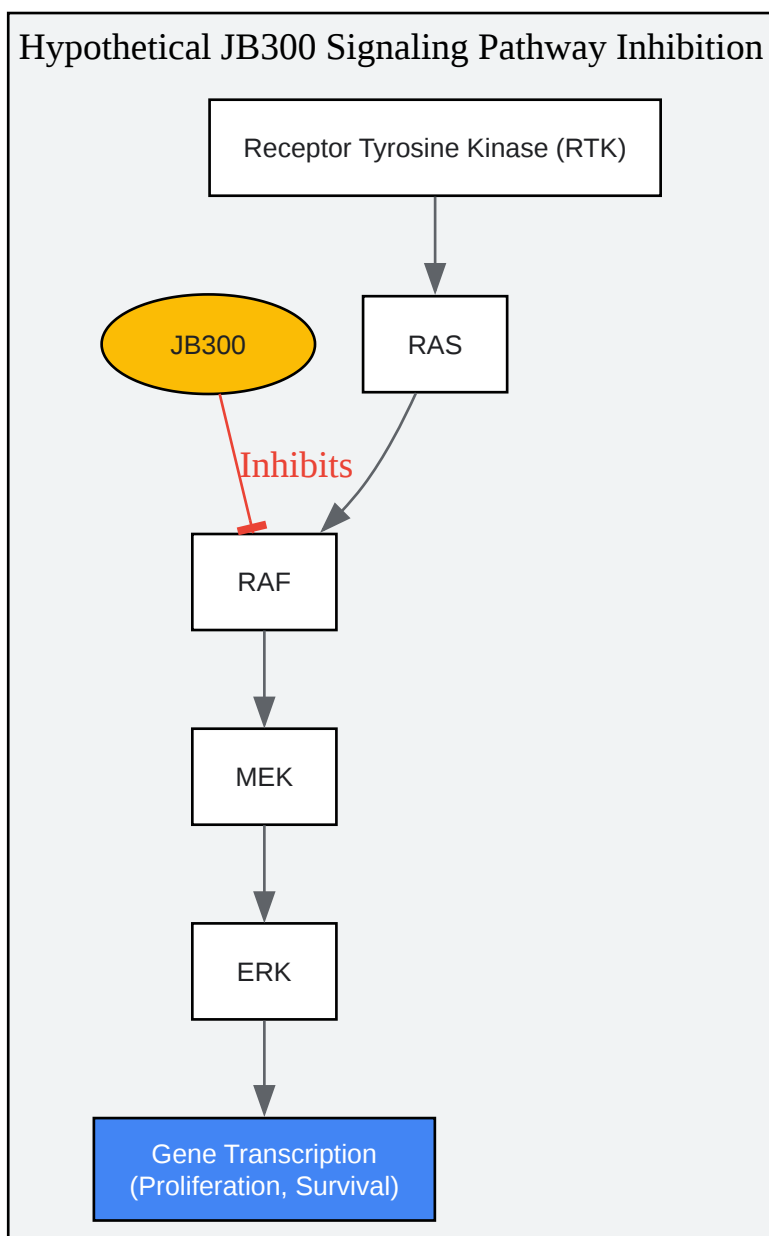 Hypothetical JB300 Signaling Pathway Inhibition
Receptor Tyrosine Kinase (RTK)
JB300
RAS
Inhibits
RAF
MEK
ERK
Gene Transcription
(Proliferation, Survival)